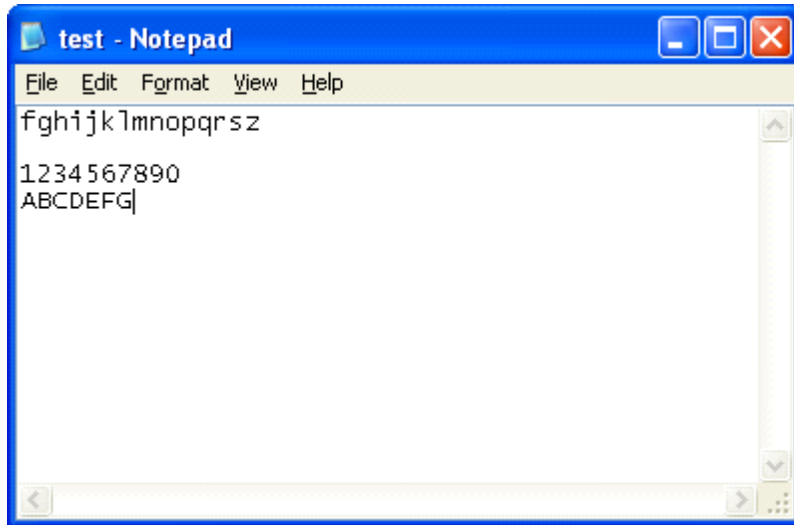 test - Notepad
File Edit Format View Help
fghijklmnopqrsz
1234567890
ABCDEFG